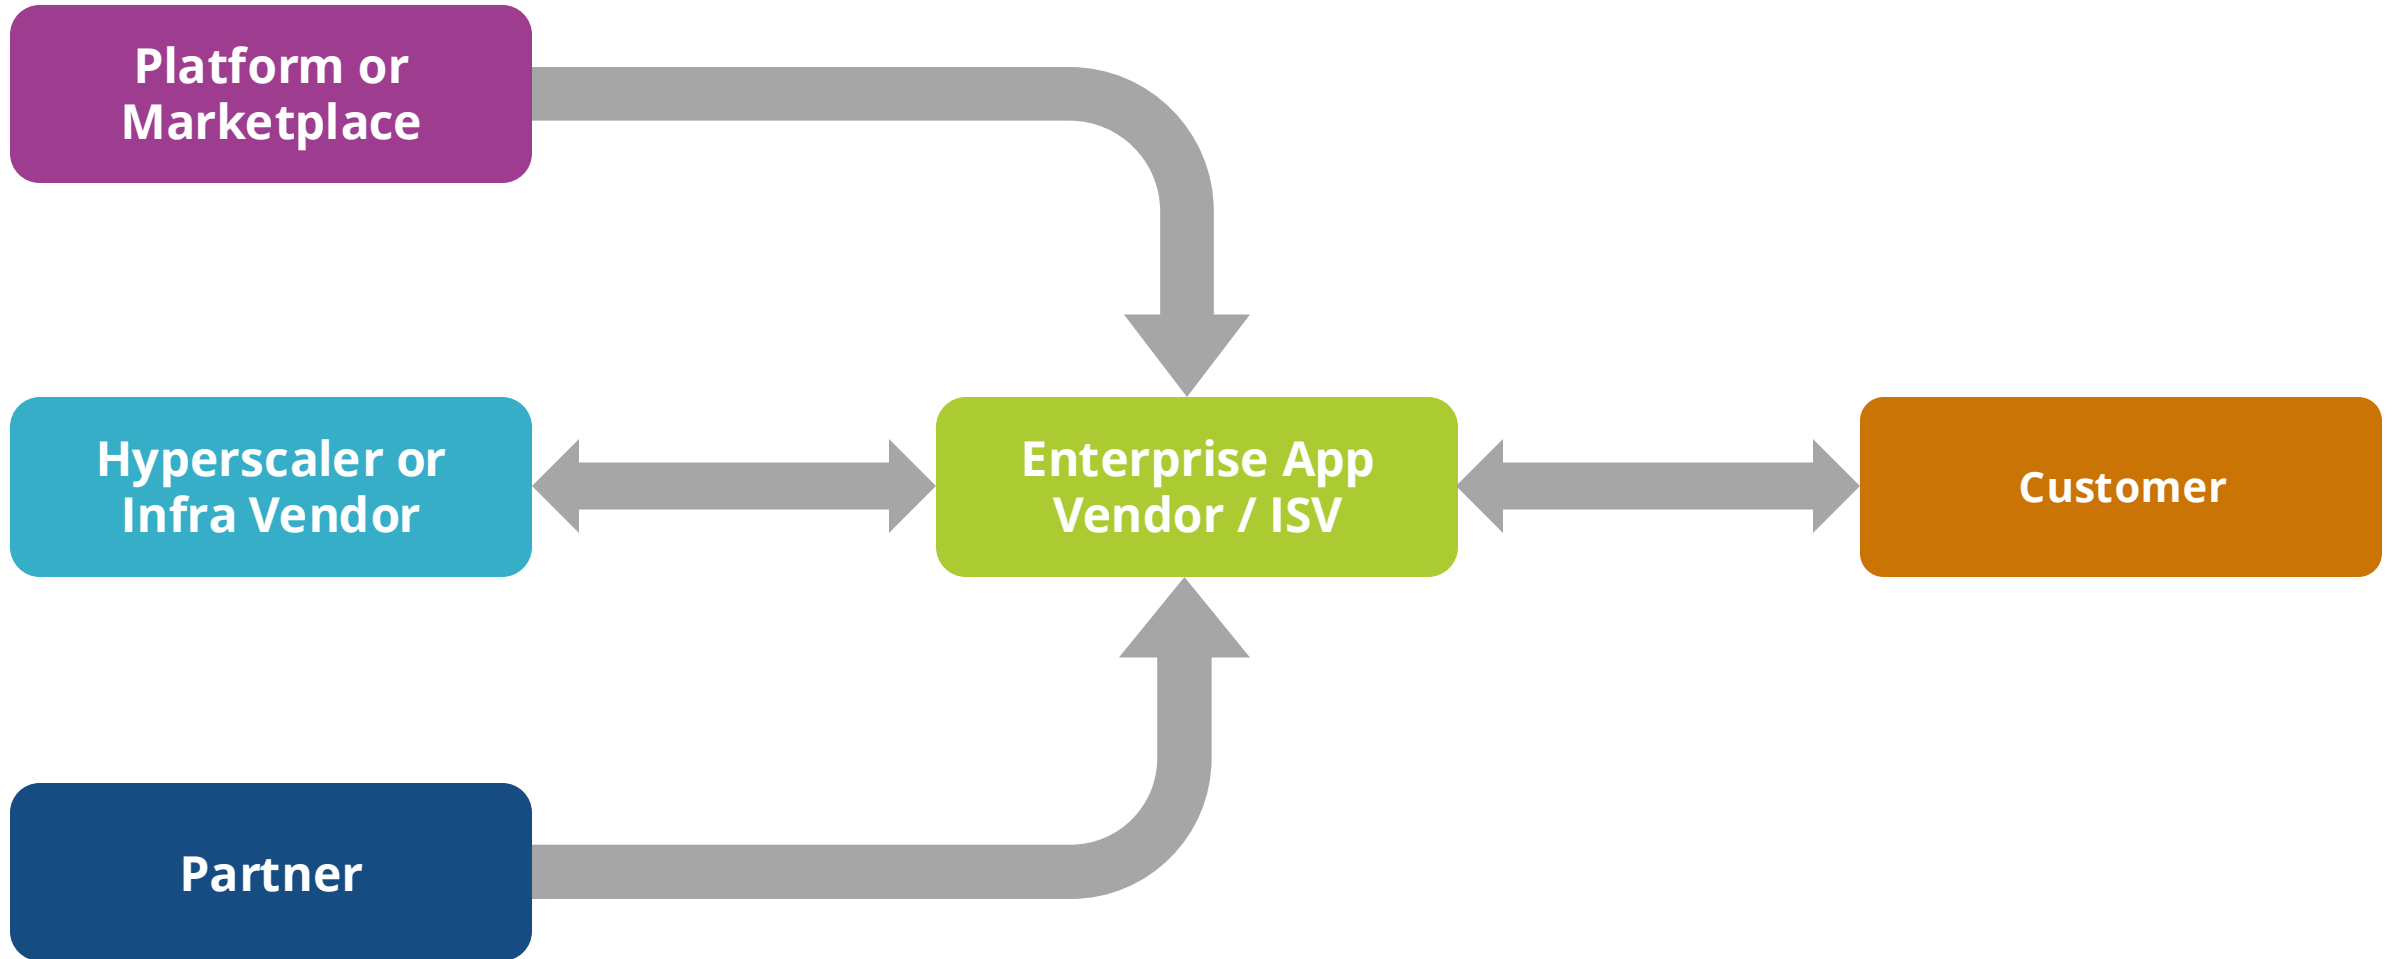 Platform or
Marketplace
Hyperscaler or
Infra Vendor
Enterprise App
Vendor / ISV
Customer
Partner